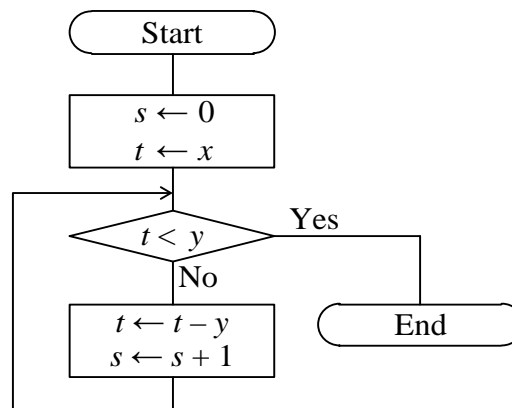 Start
s ← 0
t ← x
t < y
Yes
No
t ← t – y
s ← s + 1
End